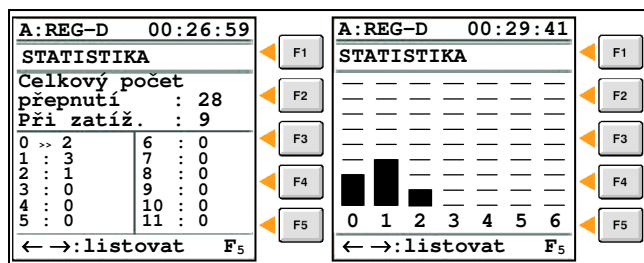 A:REG–D 00:26:59
STATISTIKA
Celkový počet
přepnutí : 28
Při zatíž. : 9
0 >> 2 6 : 0
1 : 3 7 : 0
2 : 1 8 : 0
3 : 0 9 : 0
4 : 0 10 : 0
5 : 0 11 : 0
← →:listovat F5
F1
F2
F3
F4
F5
A:REG–D 00:29:41
STATISTIKA
0 1 2 3 4 5 6
← →:listovat F5
F1
F2
F3
F4
F5